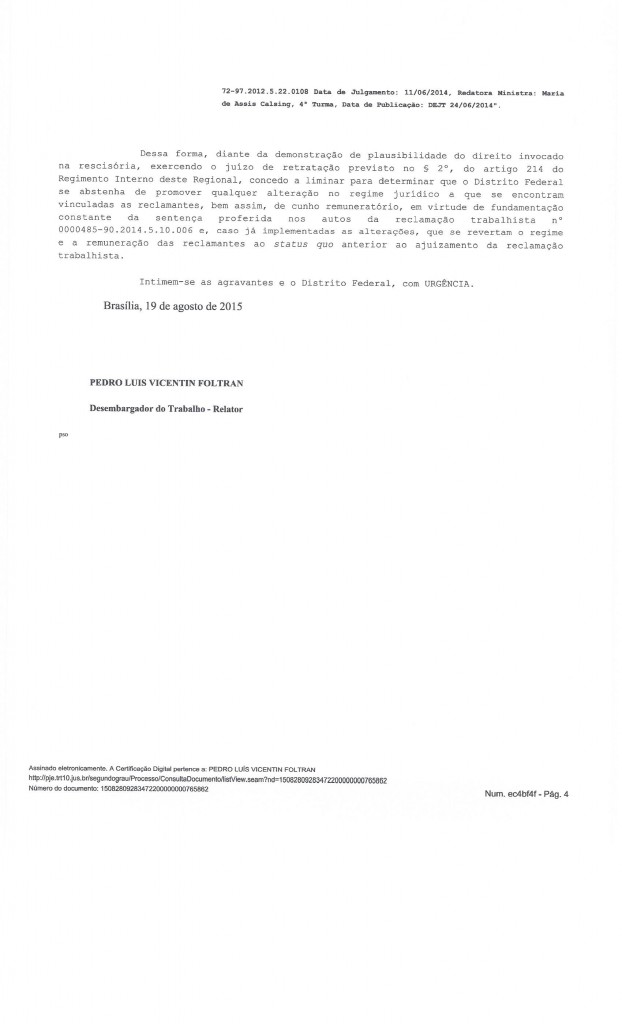 72-97.2012.5.22.0108 Data de Julgamento: 11/06/2014, Redatora Ministra: Maria
de Assis Calsing, 4ª Turma, Data de Publicação: DEJT 24/06/2014".
Dessa forma, diante da demonstração de plausibilidade do direito invocado
na rescisória, exercendo o juízo de retratação previsto no § 2º, do artigo 214 do
Regimento Interno deste Regional, concedo a liminar para determinar que o Distrito Federal
se abstenha de promover qualquer alteração no regime jurídico a que se encontram
vinculadas as reclamantes, bem assim, de cunho remuneratório, em virtude de fundamentação
constante da sentença proferida nos autos da reclamação trabalhista nº
0000485-90.2014.5.10.006 e, caso já implementadas as alterações, que se revertam o regime
e a remuneração das reclamantes ao status quo anterior ao ajuizamento da reclamação
trabalhista.
Intimem-se as agravantes e o Distrito Federal, com URGÊNCIA.
Brasília, 19 de agosto de 2015
PEDRO LUIS VICENTIN FOLTRAN
Desembargador do Trabalho - Relator
pso
Assinado eletronicamente. A Certificação Digital pertence a: PEDRO LUÍS VICENTIN FOLTRAN
http://pje.trt10.jus.br/segundograu/Processo/ConsultaDocumento/listView.seam?nd=15082809283472200000000765862
Número do documento: 15082809283472200000000765862
Num. ec4bf4f - Pág. 4